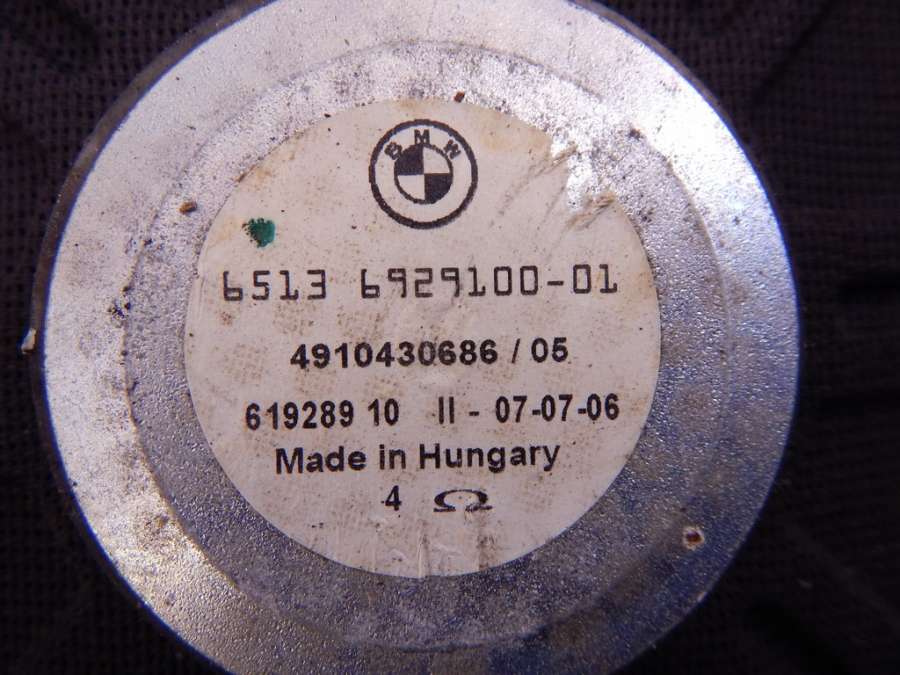 BMW
6513 6929100-01
4910430686 / 05
619289 10 II - 07-07-06
Made in Hungary
4 Ω